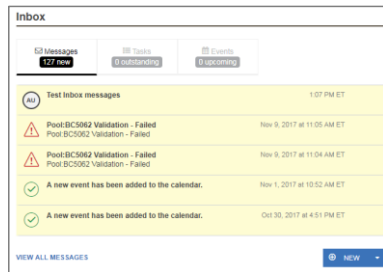 Inbox
Messages
127 new
Tasks
0 outstanding
Events
0 upcoming
AU
Test Inbox messages
1:07 PM ET
Pool:BC5062 Validation - Failed
Nov 9, 2017 at 11:05 AM ET
Pool:BC5062 Validation - Failed
Pool:BC5062 Validation - Failed
Nov 9, 2017 at 11:04 AM ET
Pool:BC5062 Validation - Failed
A new event has been added to the calendar.
Nov 1, 2017 at 10:52 AM ET
A new event has been added to the calendar.
Oct 30, 2017 at 4:51 PM ET
VIEW ALL MESSAGES
NEW